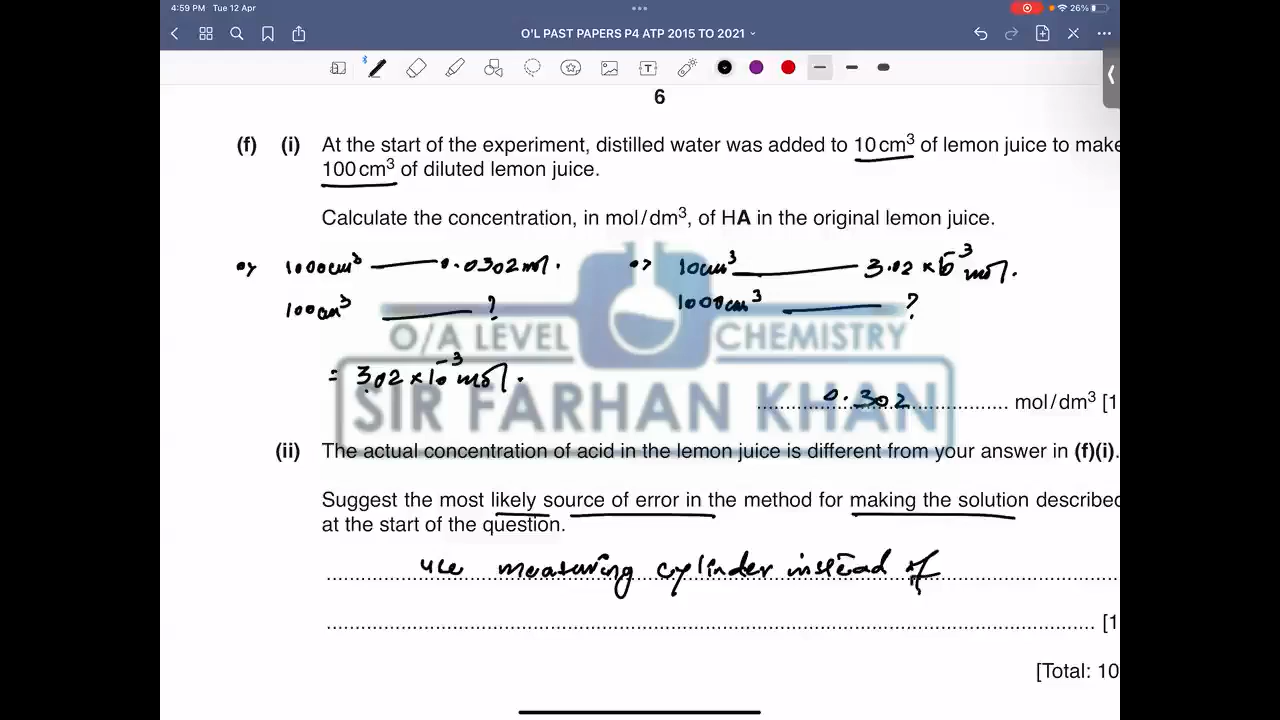 4:59 PM Tue 12 Apr
26%
O'L PAST PAPERS P4 ATP 2015 TO 2021
6
(f) (i) At the start of the experiment, distilled water was added to 10 cm³ of lemon juice to make
100 cm³ of diluted lemon juice.
Calculate the concentration, in mol/dm³, of HA in the original lemon juice.
=> 1000cm³ — 0.0302 mol. => 10cm³ — 3.02 × 10⁻³ mol.
100cm³ — ? 1000cm³ — ?
O/A LEVEL CHEMISTRY
= 3.02 × 10⁻³ mol.
SIR FARHAN KHAN
0.302 mol/dm³ [1
(ii) The actual concentration of acid in the lemon juice is different from your answer in (f)(i).
Suggest the most likely source of error in the method for making the solution described
at the start of the question.
use measuring cylinder instead of
[1
[Total: 10